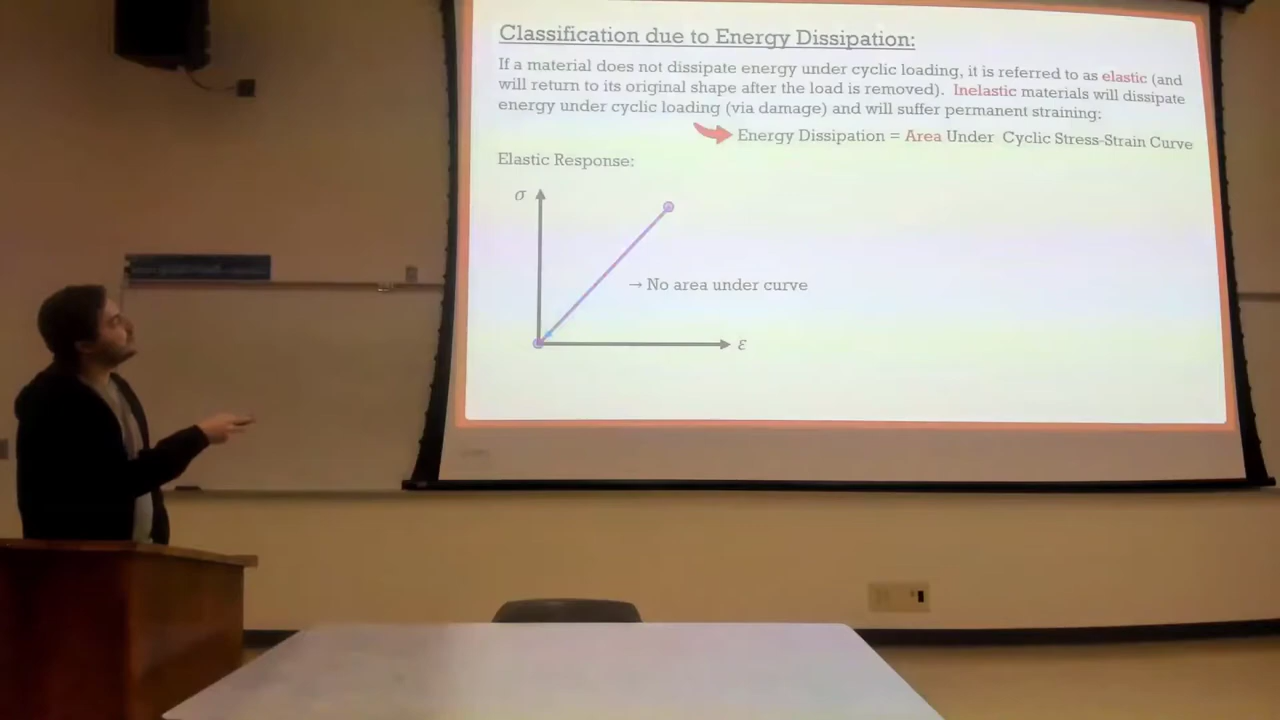 Classification due to Energy Dissipation:
If a material does not dissipate energy under cyclic loading, it is referred to as elastic (and
will return to its original shape after the load is removed). Inelastic materials will dissipate
energy under cyclic loading (via damage) and will suffer permanent straining:
Energy Dissipation = Area Under Cyclic Stress-Strain Curve
Elastic Response:
σ
→ No area under curve
ε